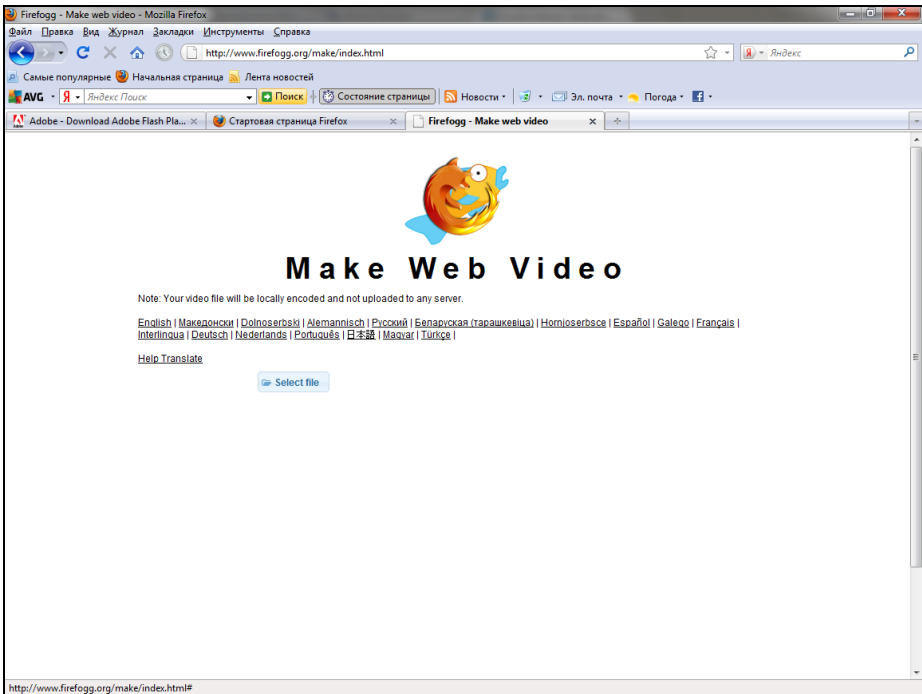 Firefogg - Make web video - Mozilla Firefox
Файл Правка Вид Журнал Закладки Инструменты Справка
http://www.firefogg.org/make/index.html Яндекс
Самые популярные Начальная страница Лента новостей
AVG Я Яндекс Поиск Поиск Состояние страницы Новости Эл. почта Погода
Adobe - Download Adobe Flash Pla... Стартовая страница Firefox Firefogg - Make web video
Make Web Video
Note: Your video file will be locally encoded and not uploaded to any server.
English | Македонски | Dolnoserbski | Alemannisch | Русский | Беларуская (тарашкевіца) | Hornjoserbsce | Español | Galego | Français |
Interlingua | Deutsch | Nederlands | Português | 日本語 | Magyar | Türkçe |
Help Translate
Select file
http://www.firefogg.org/make/index.html#